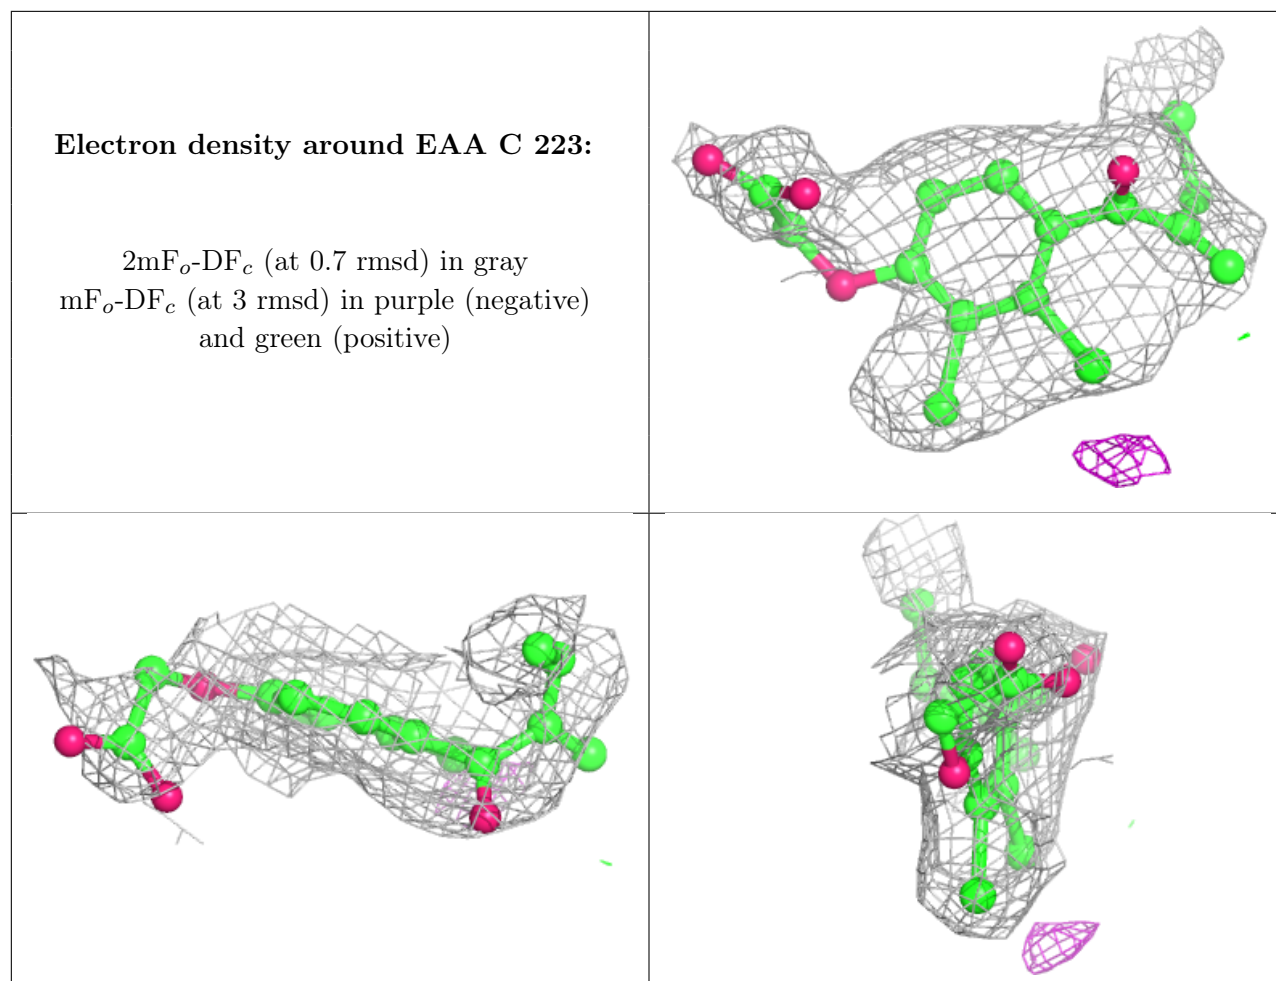 Electron density around EAA C 223:
2mFₒ-DF𝒸 (at 0.7 rmsd) in gray
mFₒ-DF𝒸 (at 3 rmsd) in purple (negative)
and green (positive)